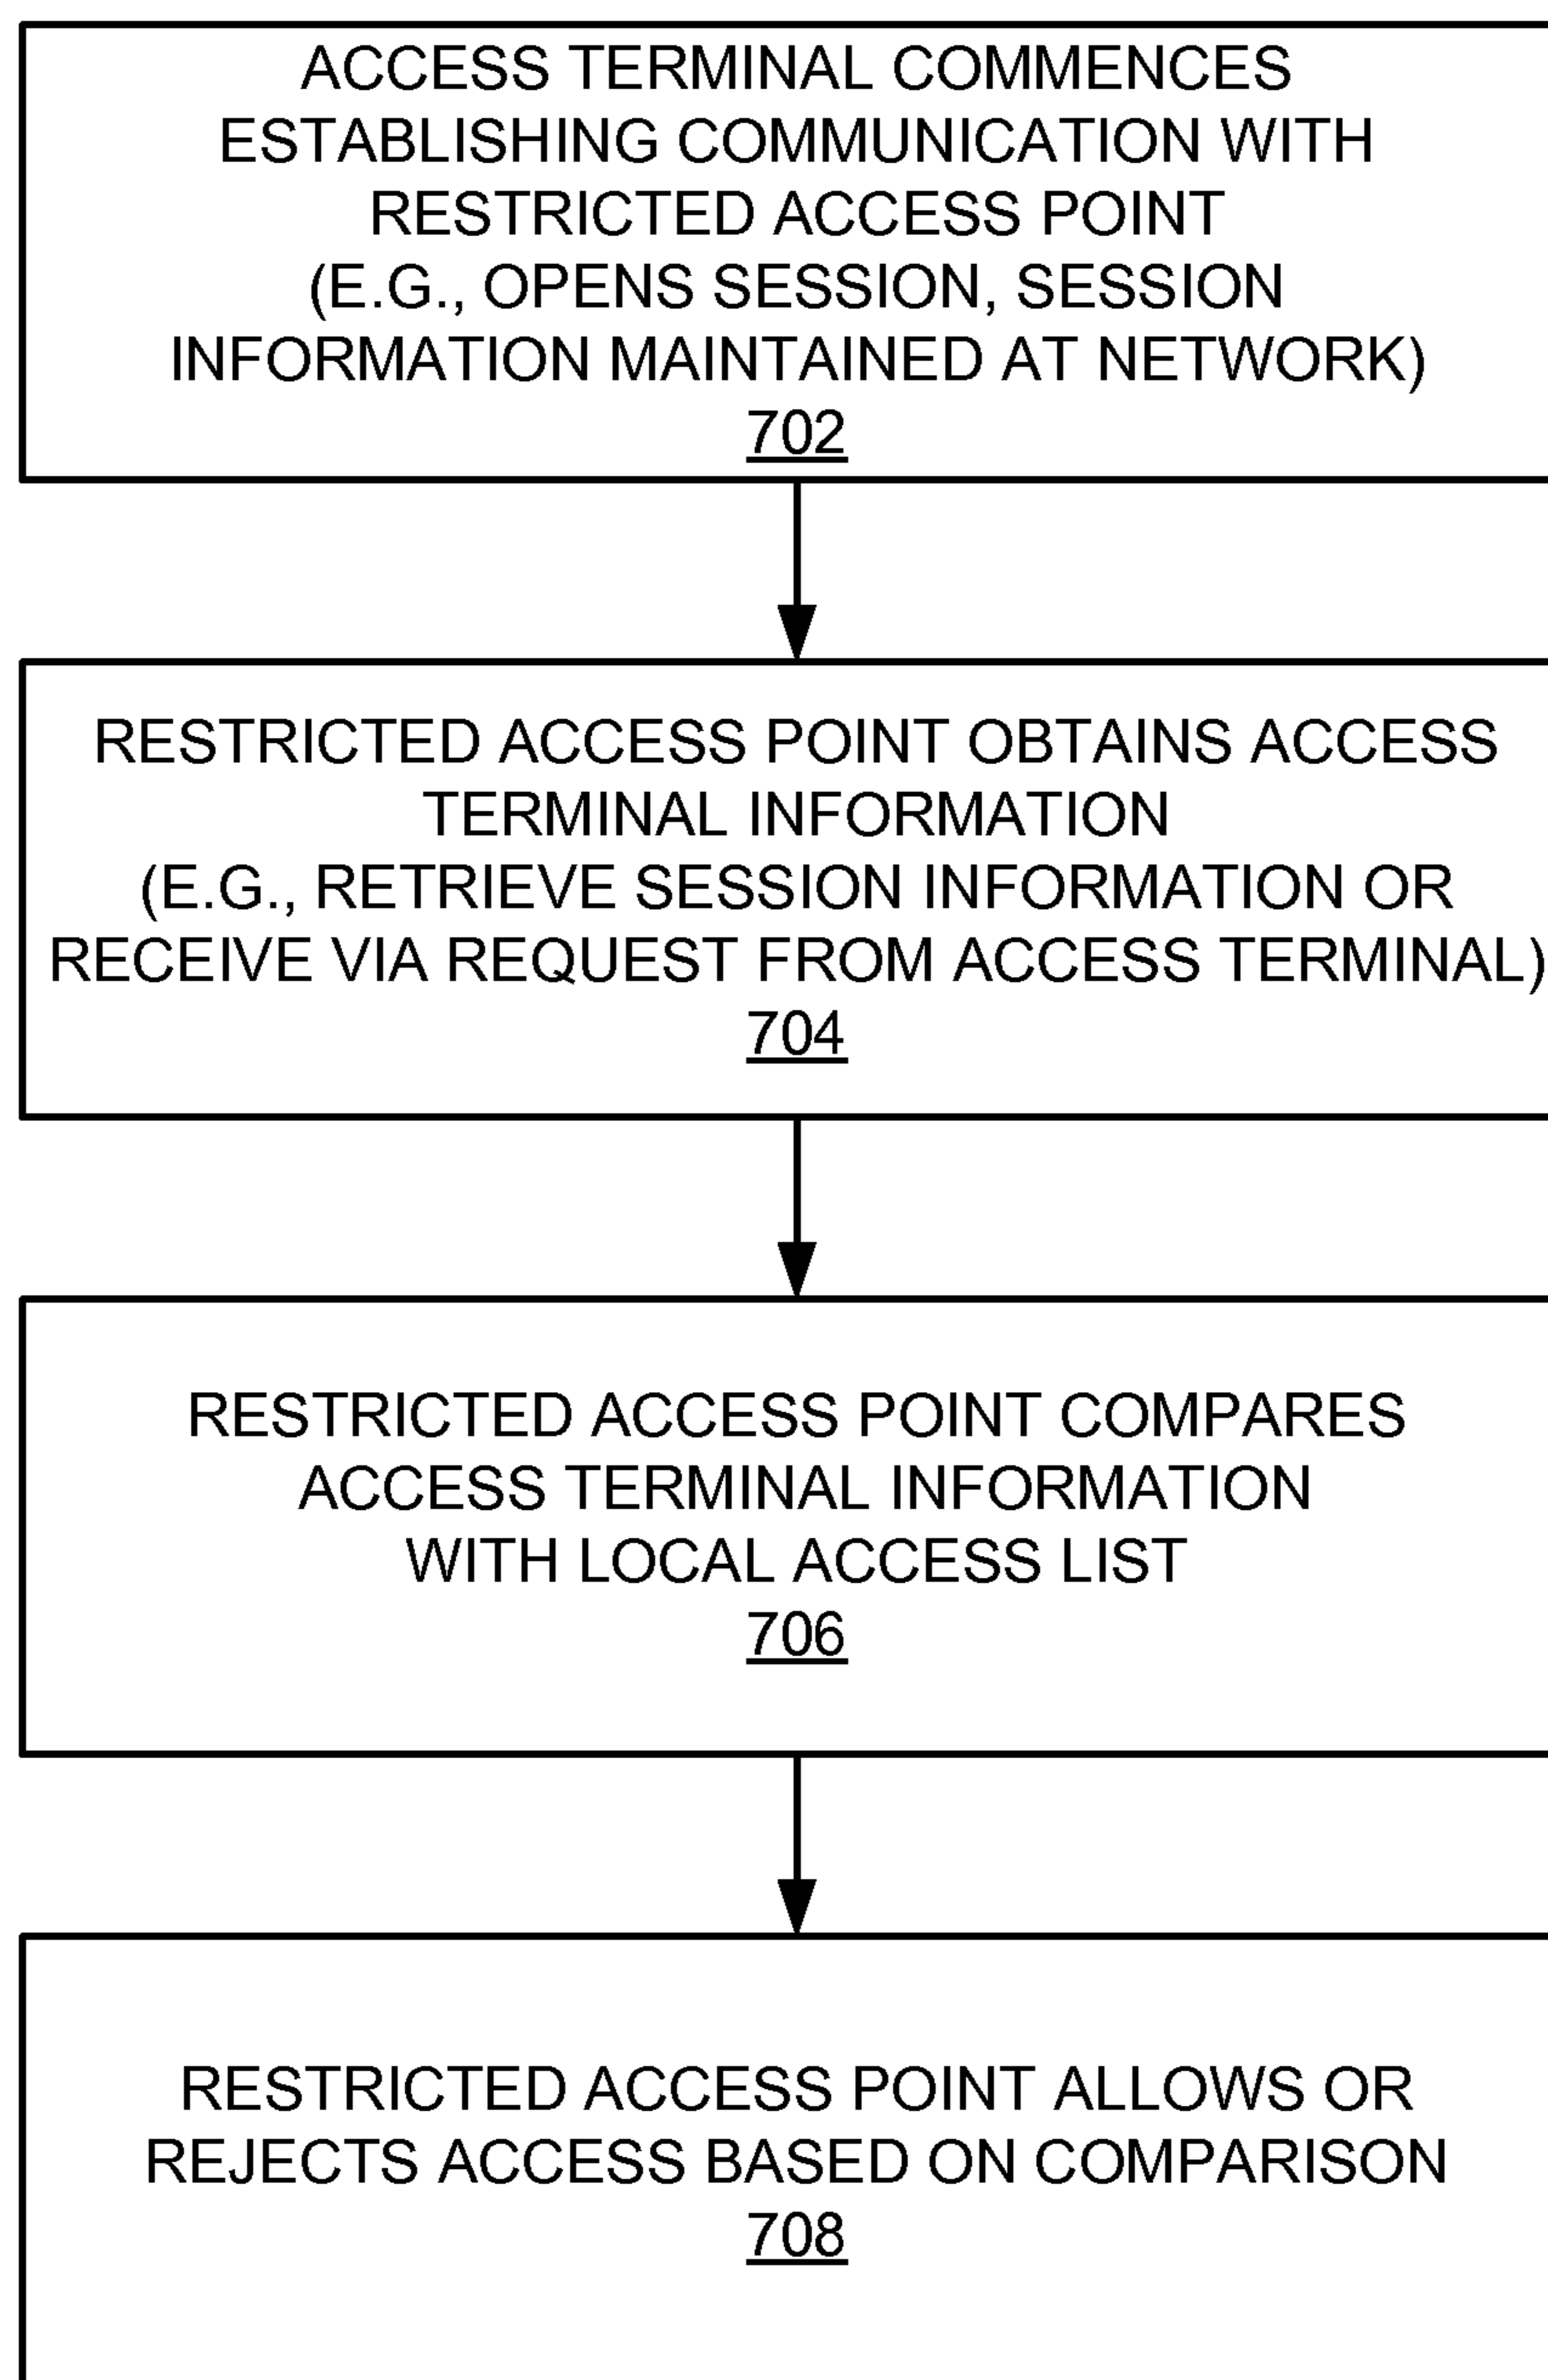 ACCESS TERMINAL COMMENCES
ESTABLISHING COMMUNICATION WITH
RESTRICTED ACCESS POINT
(E.G., OPENS SESSION, SESSION
INFORMATION MAINTAINED AT NETWORK)
702
RESTRICTED ACCESS POINT OBTAINS ACCESS
TERMINAL INFORMATION
(E.G., RETRIEVE SESSION INFORMATION OR
RECEIVE VIA REQUEST FROM ACCESS TERMINAL)
704
RESTRICTED ACCESS POINT COMPARES
ACCESS TERMINAL INFORMATION
WITH LOCAL ACCESS LIST
706
RESTRICTED ACCESS POINT ALLOWS OR
REJECTS ACCESS BASED ON COMPARISON
708